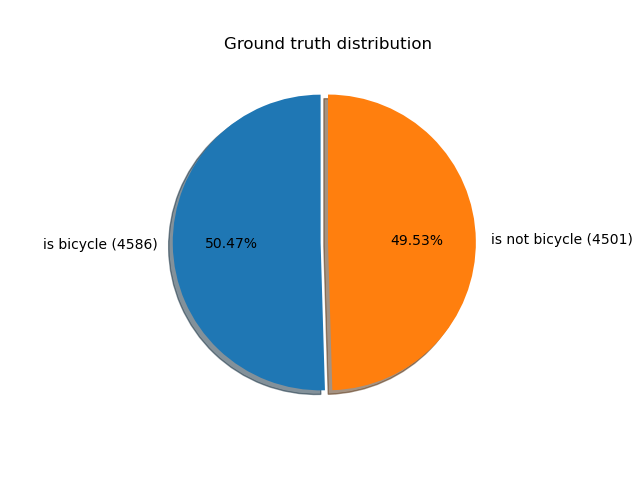 Ground truth distribution
is bicycle (4586)
50.47%
49.53%
is not bicycle (4501)